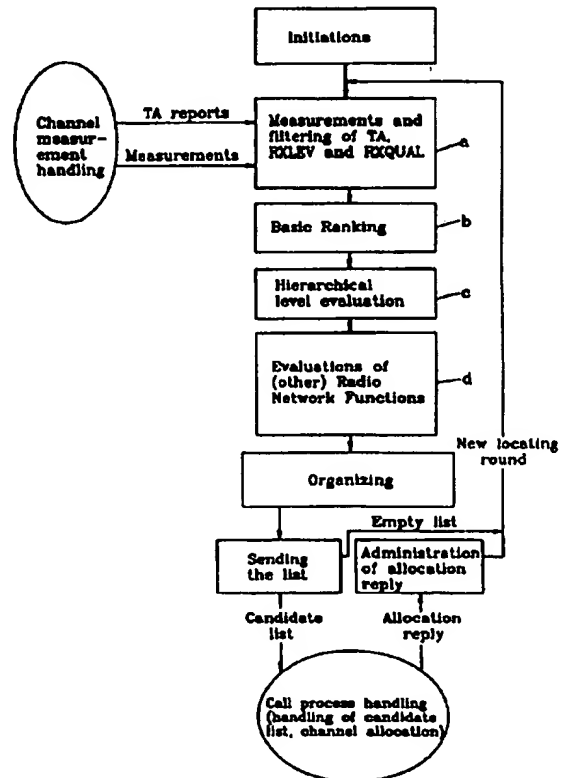 Initiations
TA reports
Channel
measur-
ement
handling
Measurements
Measurements and
filtering of TA,
RXLEV and RXQUAL
a
Basic Ranking
b
Hierarchical
level evaluation
c
Evaluations of
(other) Radio
Network Functions
d
New locating
round
Organizing
Empty list
Sending
the list
Administration
of allocation
reply
Candidate
list
Allocation
reply
Call process handling
(handling of candidate
list, channel allocation)